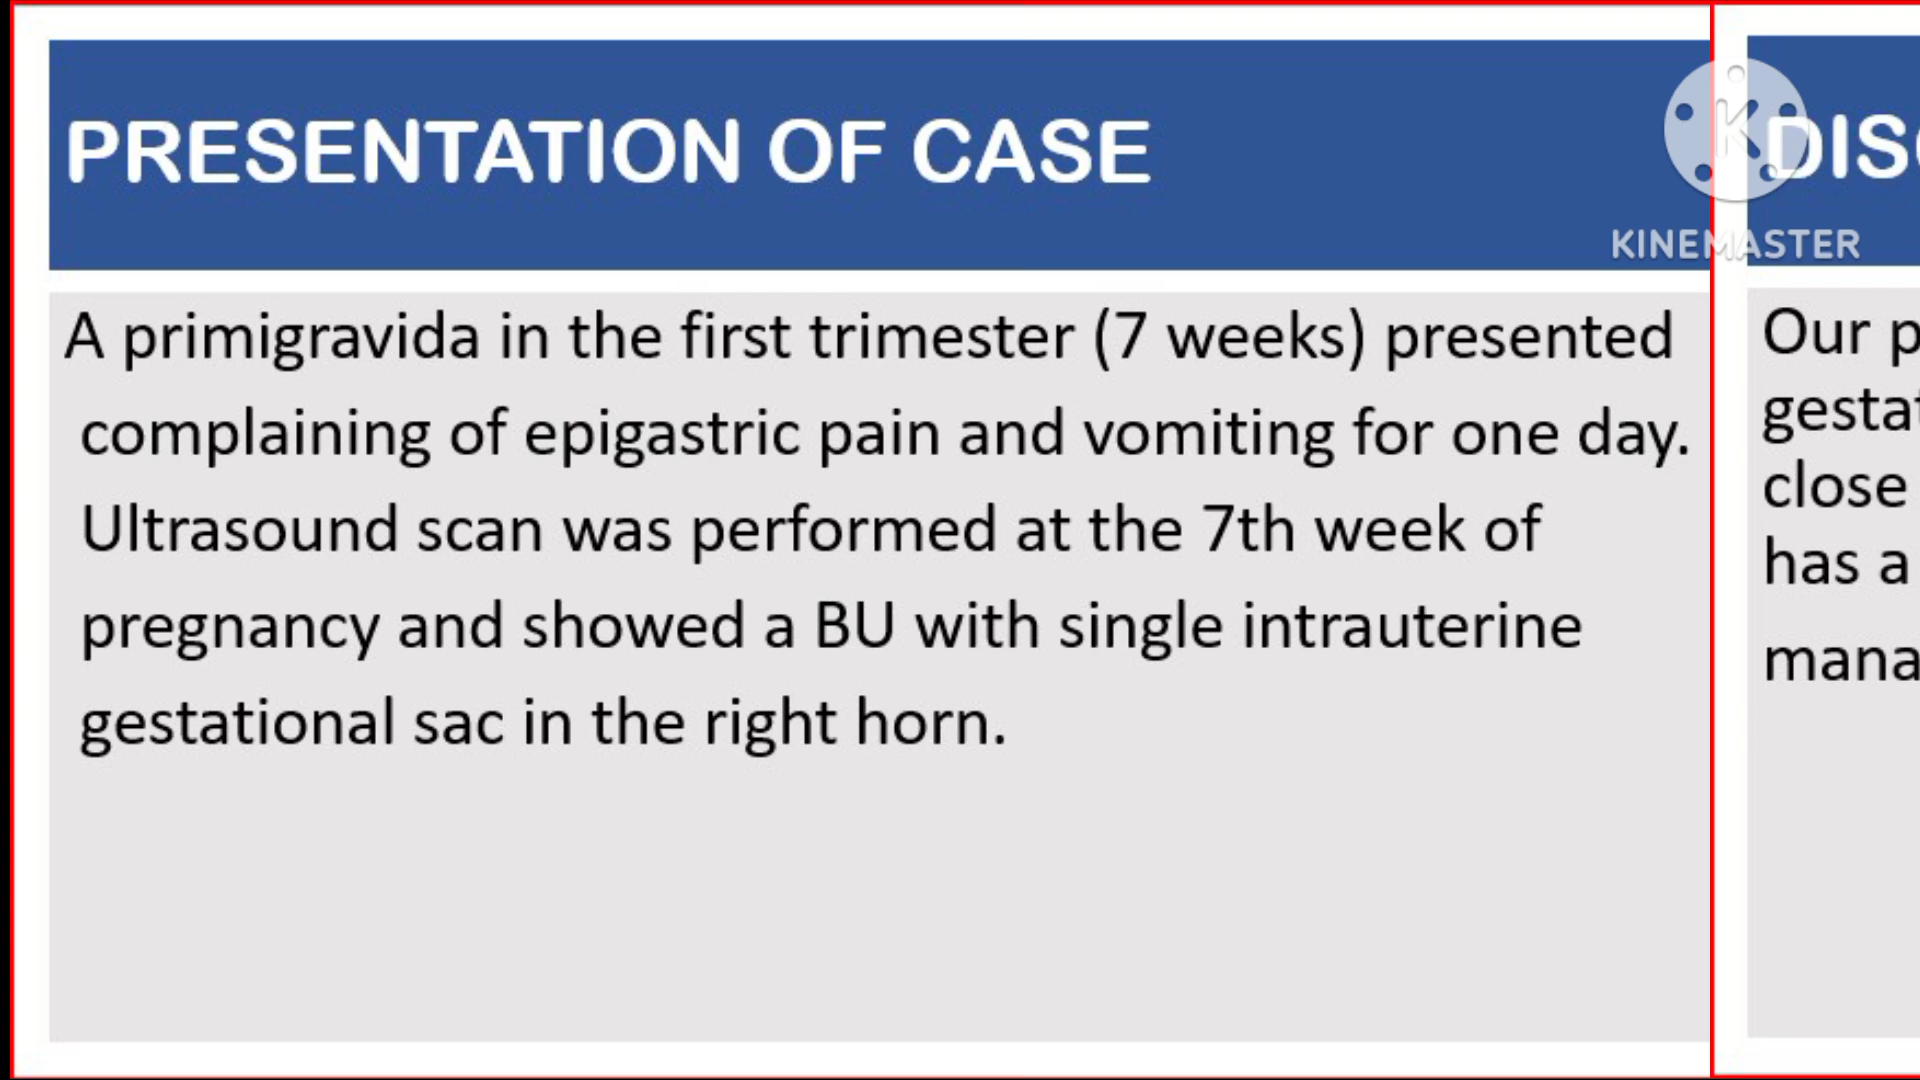 PRESENTATION OF CASE
A primigravida in the first trimester (7 weeks) presented
complaining of epigastric pain and vomiting for one day.
Ultrasound scan was performed at the 7th week of
pregnancy and showed a BU with single intrauterine
gestational sac in the right horn.
K
KINEMASTER
Our
close
has a